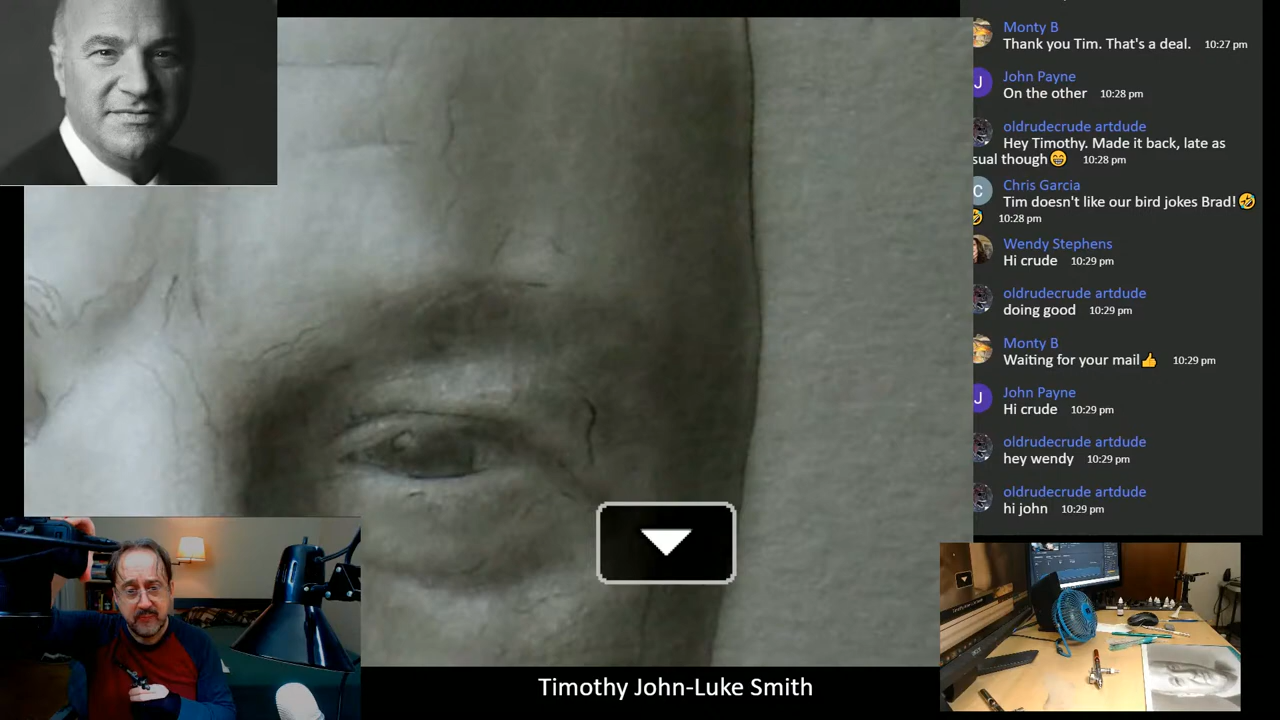 Monty B
Thank you Tim. That's a deal. 10:27 pm
John Payne
On the other 10:28 pm
oldrudecrude artdude
Hey Timothy. Made it back, late as
sual though😁 10:28 pm
Chris Garcia
Tim doesn't like our bird jokes Brad!🤣
🤣 10:28 pm
Wendy Stephens
Hi crude 10:29 pm
oldrudecrude artdude
doing good 10:29 pm
Monty B
Waiting for your mail👍 10:29 pm
J
John Payne
Hi crude 10:29 pm
oldrudecrude artdude
hey wendy 10:29 pm
oldrudecrude artdude
hi john 10:29 pm
Timothy John-Luke Smith